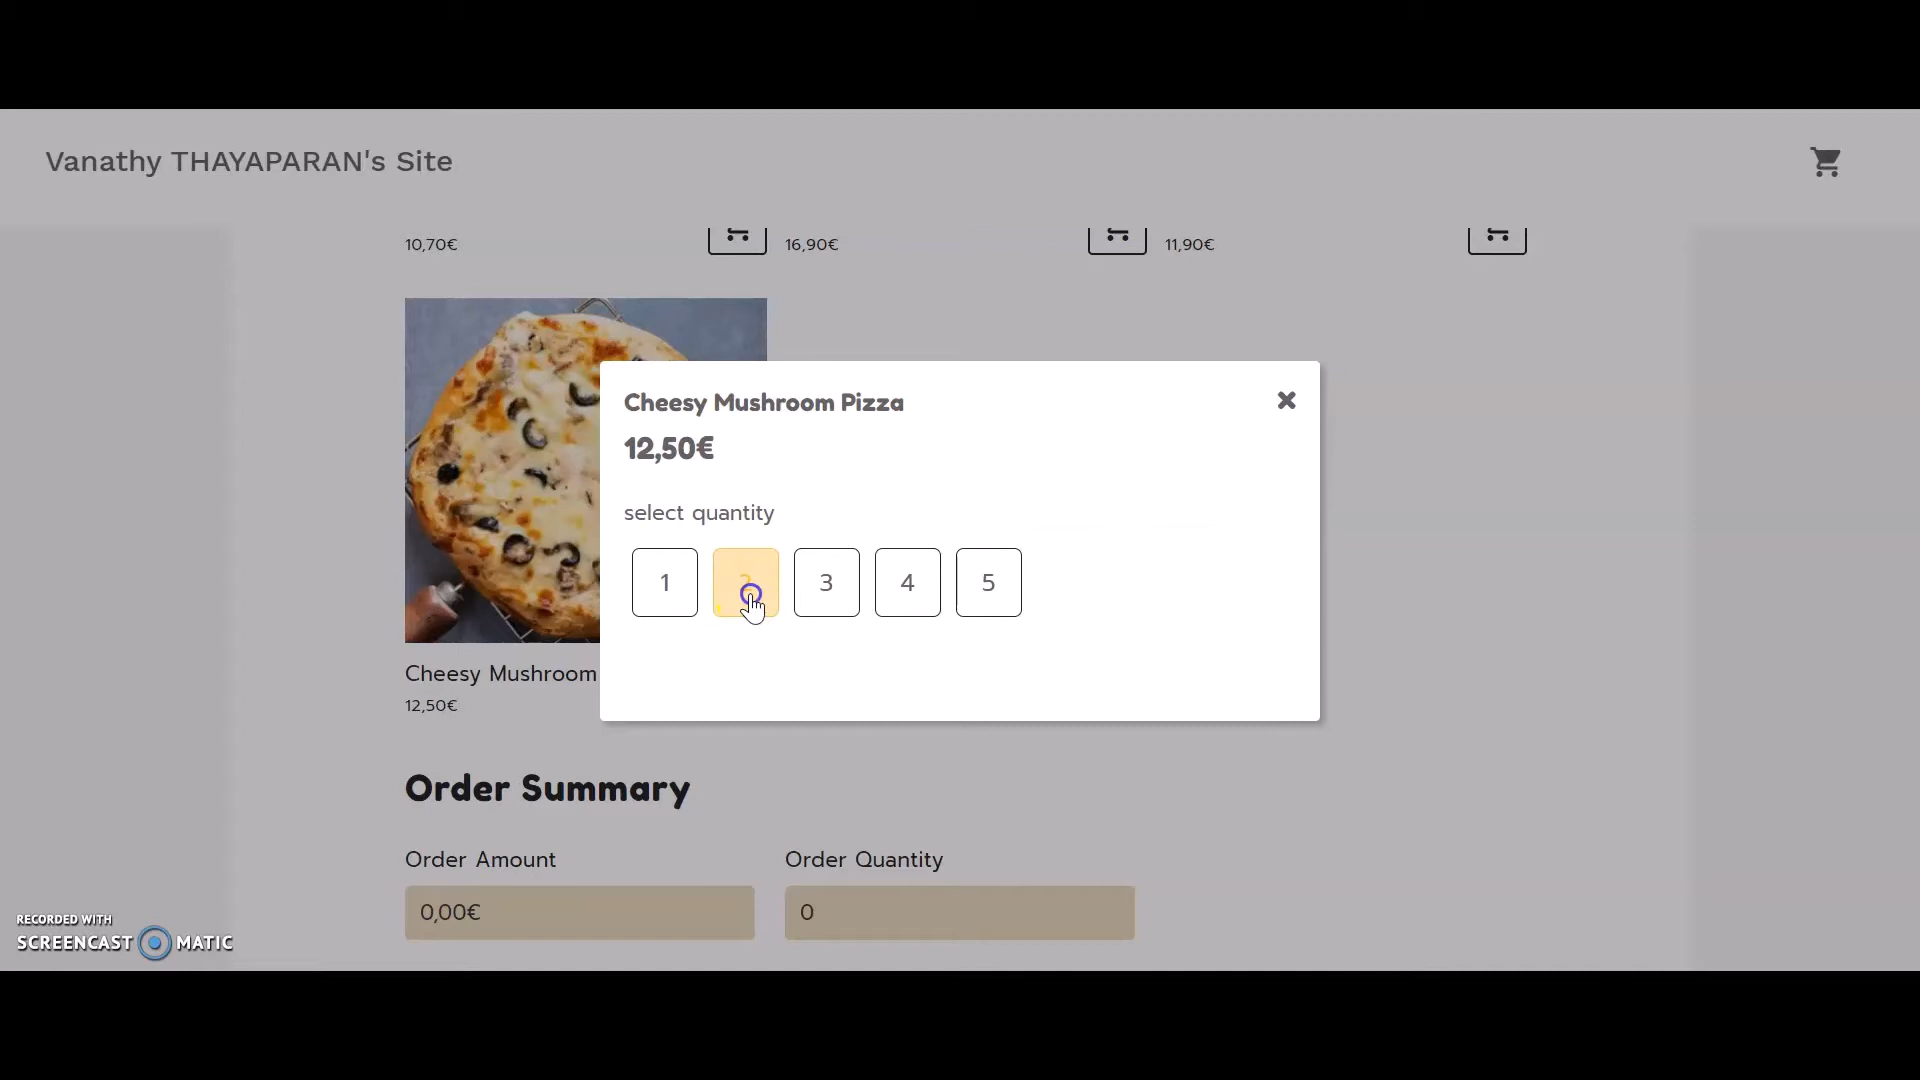 Vanathy THAYAPARAN's Site
10,70€
16,90€
11,90€
Cheesy Mushroom Pizza
12,50€
select quantity
1
2
3
4
5
Cheesy Mushroom
12,50€
Order Summary
Order Amount
Order Quantity
0,00€
0
RECORDED WITH
SCREENCAST MATIC